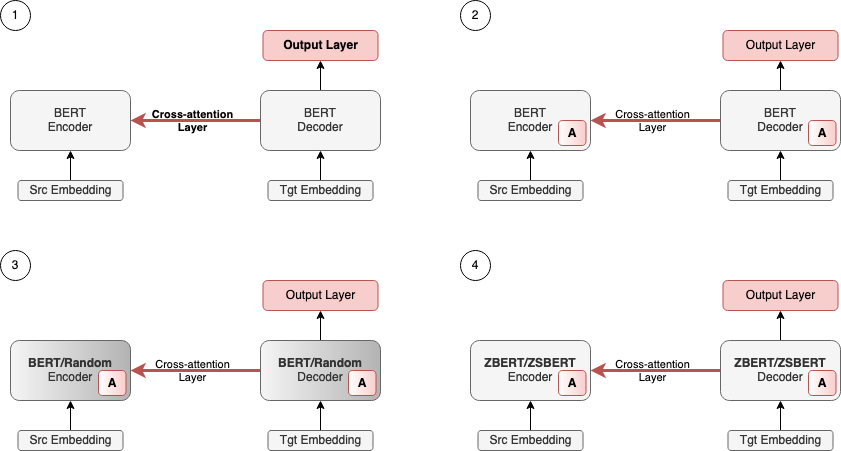 1
Output Layer
BERT
Encoder
Cross-attention
Layer
BERT
Decoder
Src Embedding
Tgt Embedding
2
Output Layer
BERT
Encoder
A
Cross-attention
Layer
BERT
Decoder
A
Src Embedding
Tgt Embedding
3
Output Layer
BERT/Random
Encoder
A
Cross-attention
Layer
BERT/Random
Decoder
A
Src Embedding
Tgt Embedding
4
Output Layer
ZBERT/ZSBERT
Encoder
A
Cross-attention
Layer
ZBERT/ZSBERT
Decoder
A
Src Embedding
Tgt Embedding